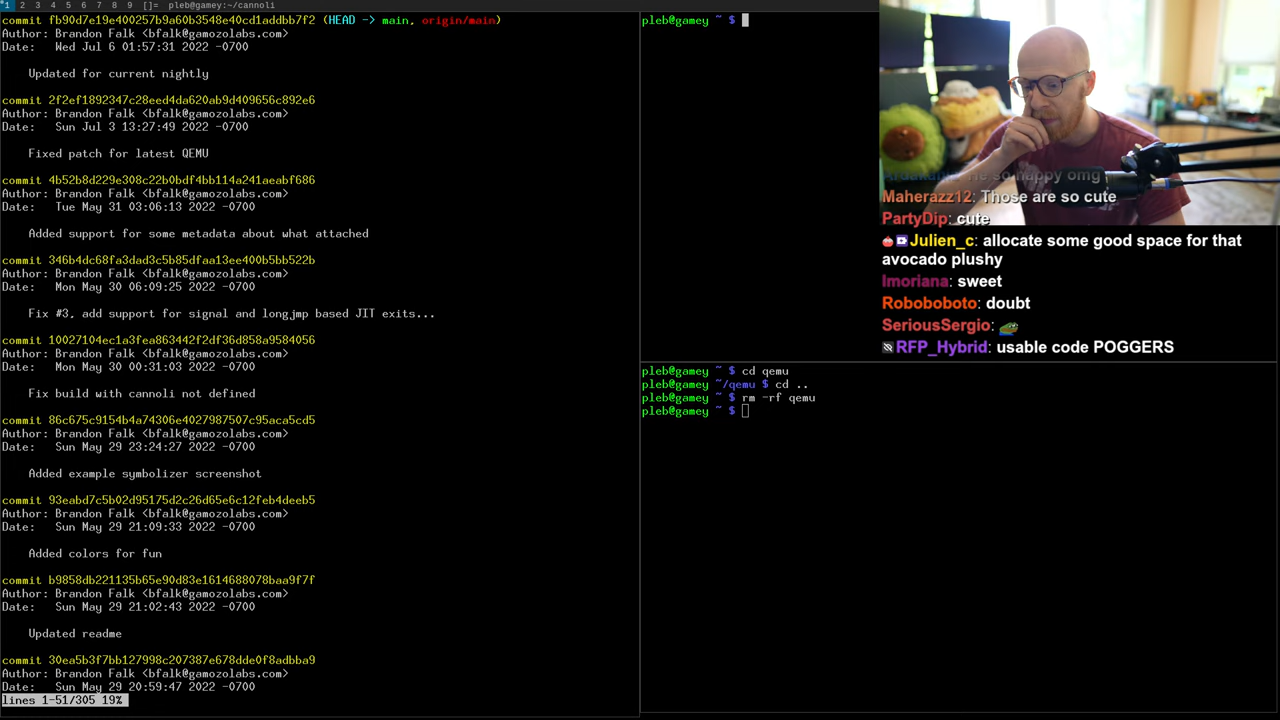 1 2 3 4 5 6 7 8 9 []= pleb@gamey:~/cannoli
commit fb90d7e19e400257b9a60b3548e40cd1addbb7f2 (HEAD -> main, origin/main)
Author: Brandon Falk <bfalk@gamozolabs.com>
Date:   Wed Jul 6 01:57:31 2022 -0700
Updated for current nightly
commit 2f2ef1892347c28eed4da620ab9d409656c892e6
Author: Brandon Falk <bfalk@gamozolabs.com>
Date:   Sun Jul 3 13:27:49 2022 -0700
Fixed patch for latest QEMU
commit 4b52b8d229e308c22b0bdf4bb114a241aeabf686
Author: Brandon Falk <bfalk@gamozolabs.com>
Date:   Tue May 31 03:06:13 2022 -0700
Added support for some metadata about what attached
commit 346b4dc68fa3dad3c5b85dfaa13ee400b5bb522b
Author: Brandon Falk <bfalk@gamozolabs.com>
Date:   Mon May 30 06:09:25 2022 -0700
Fix #3, add support for signal and longjmp based JIT exits...
commit 10027104ec1a3fea863442f2df36d858a9584056
Author: Brandon Falk <bfalk@gamozolabs.com>
Date:   Mon May 30 00:31:03 2022 -0700
Fix build with cannoli not defined
commit 86c675c9154b4a74306e4027987507c95aca5cd5
Author: Brandon Falk <bfalk@gamozolabs.com>
Date:   Sun May 29 23:24:27 2022 -0700
Added example symbolizer screenshot
commit 93eabd7c5b02d95175d2c26d65e6c12feb4deeb5
Author: Brandon Falk <bfalk@gamozolabs.com>
Date:   Sun May 29 21:09:33 2022 -0700
Added colors for fun
commit b9858db221135b65e90d83e1614688078baa9f7f
Author: Brandon Falk <bfalk@gamozolabs.com>
Date:   Sun May 29 21:02:43 2022 -0700
Updated readme
commit 30ea5b3f7bb127998c207387e678dde0f8adbba9
Author: Brandon Falk <bfalk@gamozolabs.com>
Date:   Sun May 29 20:59:47 2022 -0700
lines 1-51/305 19%
pleb@gamey ~ $
pleb@gamey ~ $ cd qemu
pleb@gamey ~/qemu $ cd ..
pleb@gamey ~ $ rm -rf qemu
pleb@gamey ~ $
He so happy omg
Maherazz12: Those are so cute
PartyDip: cute
Julien_c: allocate some good space for that
avocado plushy
Imoriana: sweet
Roboboboto: doubt
SeriousSergio:
RFP_Hybrid: usable code POGGERS